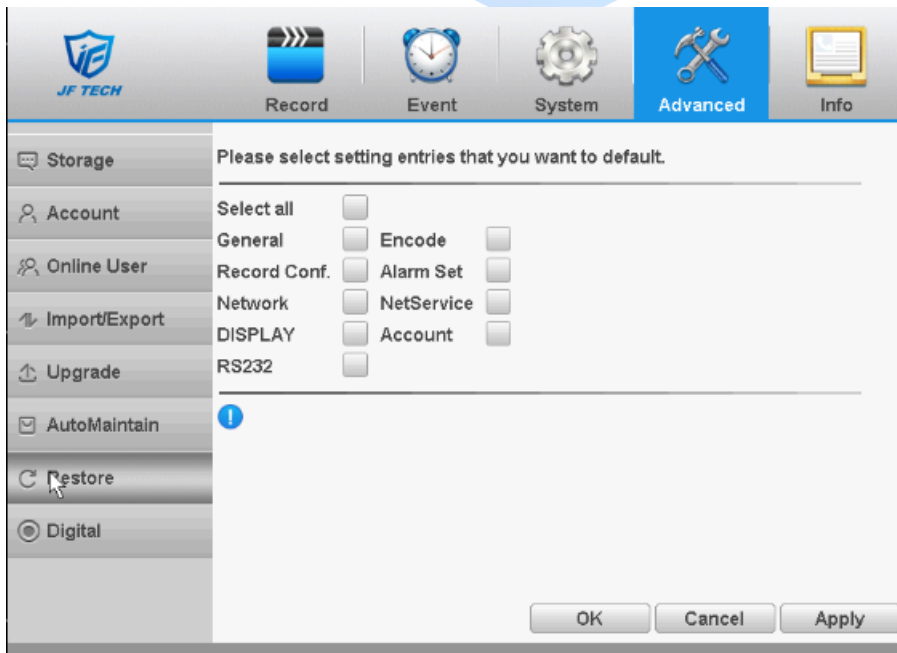 JF TECH
Record Event System Advanced Info
Storage
Account
Online User
Import/Export
Upgrade
AutoMaintain
Restore
Digital
Please select setting entries that you want to default.
Select all
General Encode
Record Conf. Alarm Set
Network NetService
DISPLAY Account
RS232
OK Cancel Apply